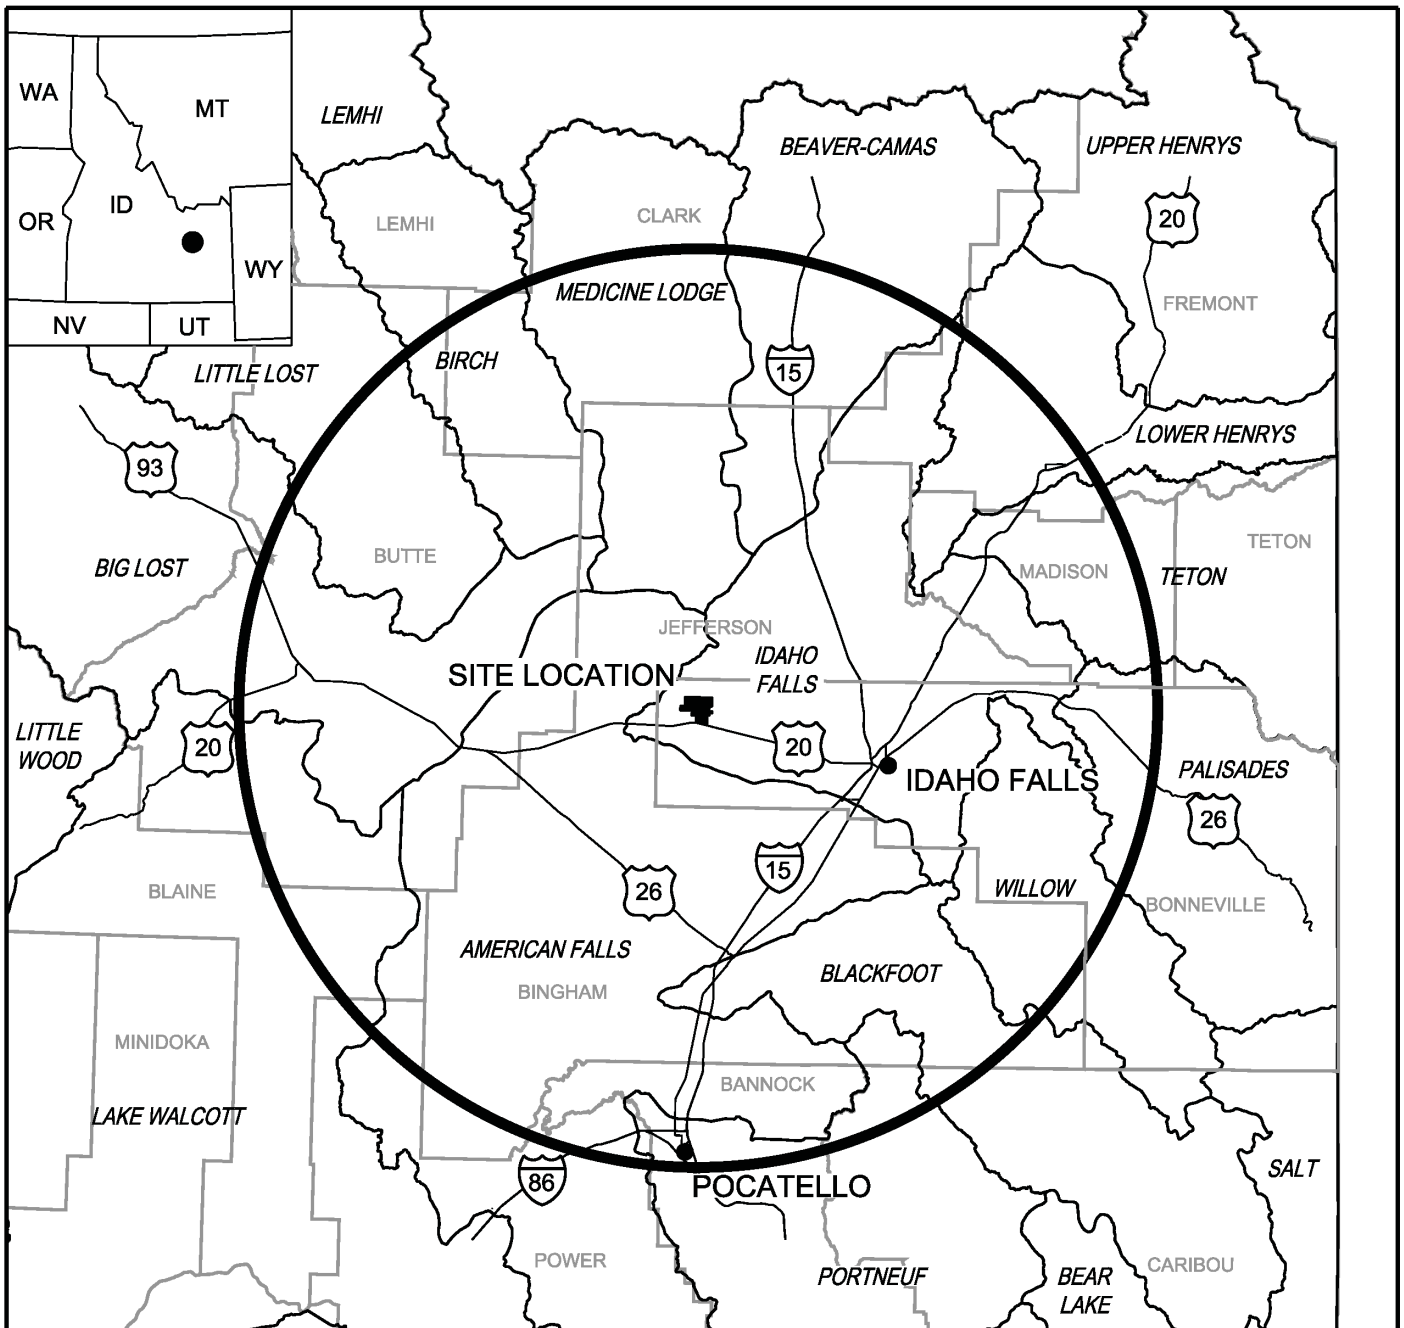 WA
MT
OR
ID
WY
NV
UT
LEMHI
BEAVER-CAMAS
UPPER HENRYS
LEMHI
CLARK
20
MEDICINE LODGE
FREMONT
LITTLE LOST
BIRCH
15
LOWER HENRYS
93
BIG LOST
BUTTE
MADISON
TETON
TETON
JEFFERSON
IDAHO
FALLS
SITE LOCATION
LITTLE
WOOD
20
20
IDAHO FALLS
PALISADES
26
15
26
BLAINE
WILLOW
BONNEVILLE
AMERICAN FALLS
BINGHAM
BLACKFOOT
MINIDOKA
BANNOCK
LAKE WALCOTT
86
POCATELLO
SALT
POWER
PORTNEUF
BEAR
LAKE
CARIBOU